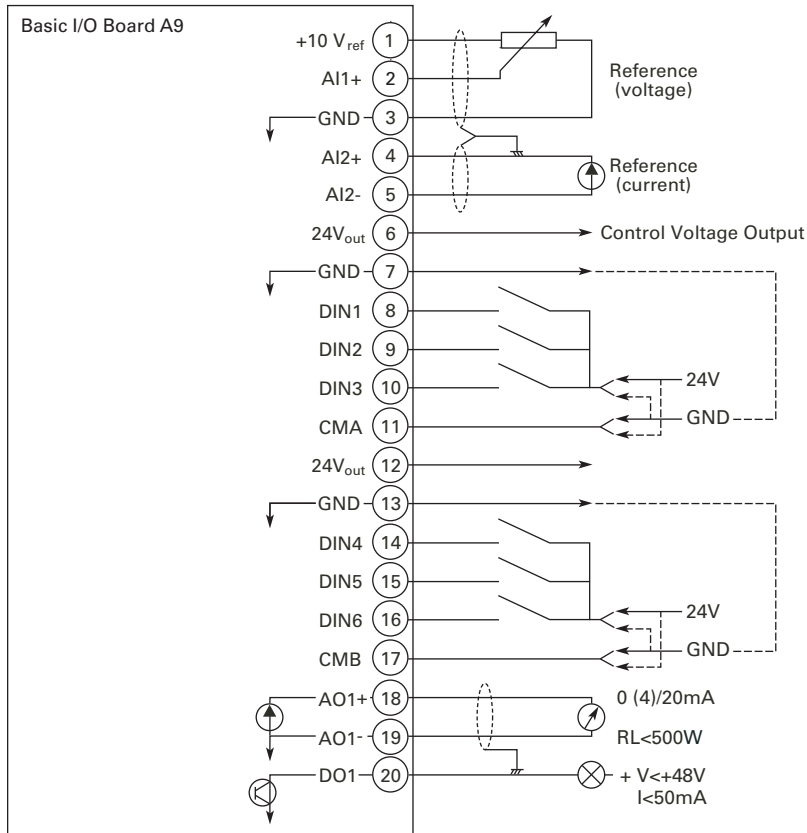 Basic I/O Board A9
+10 Vref 1
AI1+ 2
Reference
(voltage)
GND 3
AI2+ 4
Reference
(current)
AI2- 5
24Vout 6 Control Voltage Output
GND 7
DIN1 8
DIN2 9
DIN3 10 24V
CMA 11 GND
24Vout 12
GND 13
DIN4 14
DIN5 15
DIN6 16 24V
CMB 17 GND
AO1+ 18 0 (4)/20mA
AO1- 19 RL<500W
DO1 20 + V<+48V
I<50mA